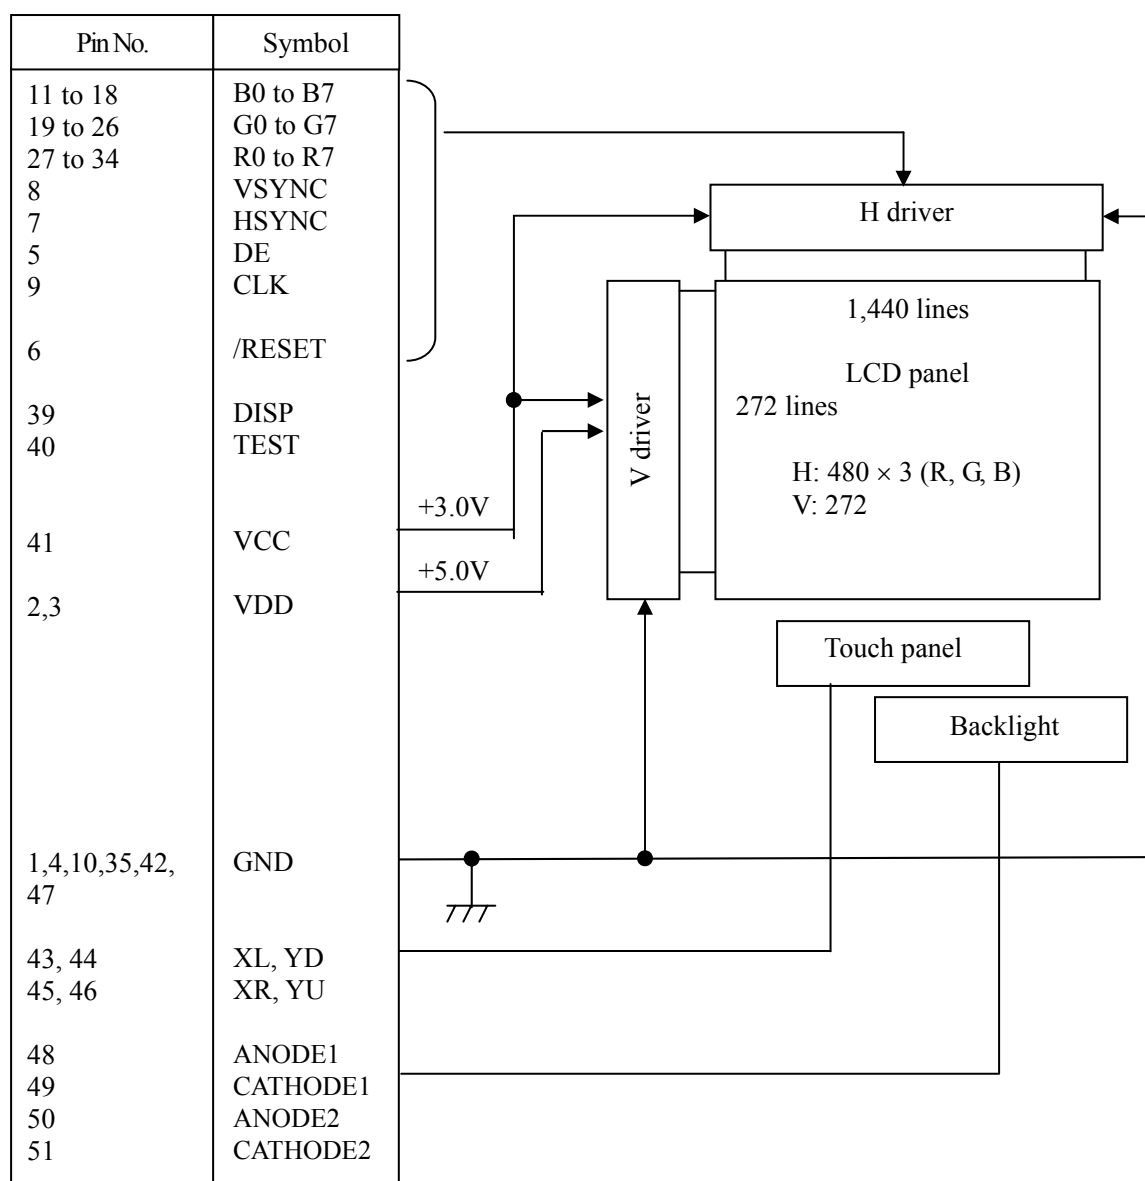 Pin No. Symbol
11 to 18 B0 to B7
19 to 26 G0 to G7
27 to 34 R0 to R7
8 VSYNC
7 HSYNC
5 DE
9 CLK
6 /RESET
39 DISP
40 TEST
41 VCC
2,3 VDD
1,4,10,35,42, GND
47
43, 44 XL, YD
45, 46 XR, YU
48 ANODE1
49 CATHODE1
50 ANODE2
51 CATHODE2
+3.0V
+5.0V
H driver
V driver
1,440 lines
LCD panel
272 lines
H: 480 × 3 (R, G, B)
V: 272
Touch panel
Backlight